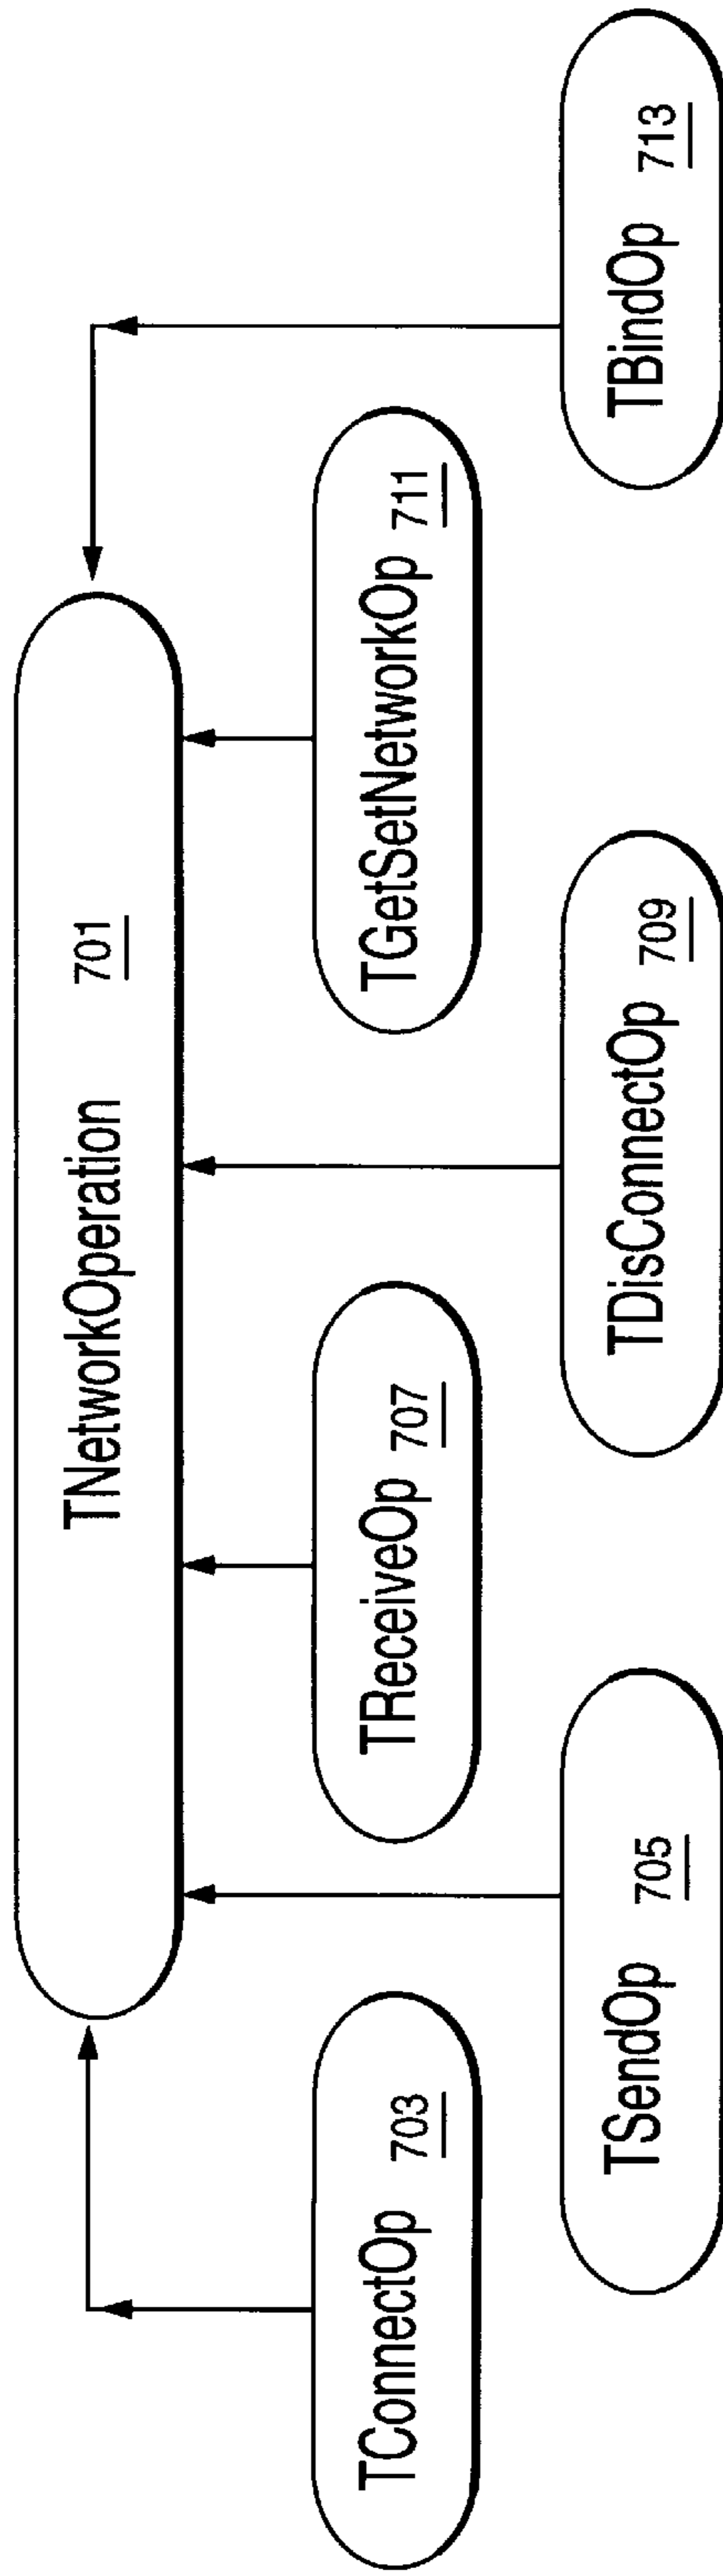 TNetworkOperation 701
TConnectOp 703
TReceiveOp 707
TGetSetNetworkOp 711
TSendOp 705
TDisConnectOp 709
TBindOp 713